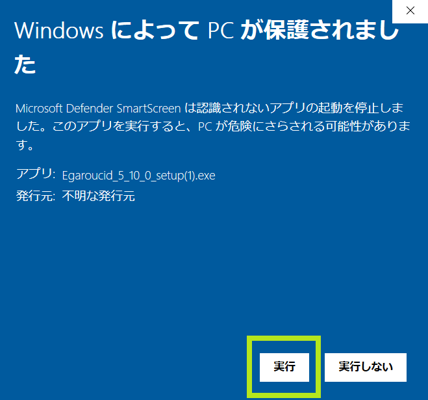 Windows によって PC が保護されまし
た
Microsoft Defender SmartScreen は認識されないアプリの起動を停止しま
した。このアプリを実行すると、PC が危険にさらされる可能性がありま
す。
アプリ: Egaroucid_5_10_0_setup(1).exe
発行元: 不明な発行元
実行 実行しない